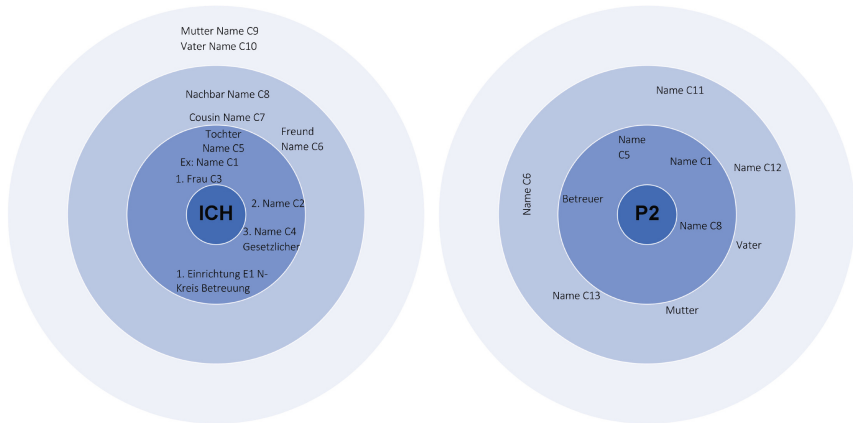 Mutter Name C9
Vater Name C10
Nachbar Name C8
Cousin Name C7
Tochter
Name C5
Freund
Name C6
Ex: Name C1
1. Frau C3
ICH
2. Name C2
3. Name C4
Gesetzlicher
1. Einrichtung E1 N-
Kreis Betreuung
Name C11
Name
C5
Name C1
Name C12
Name C6
Betreuer
P2
Name C8
Vater
Name C13
Mutter